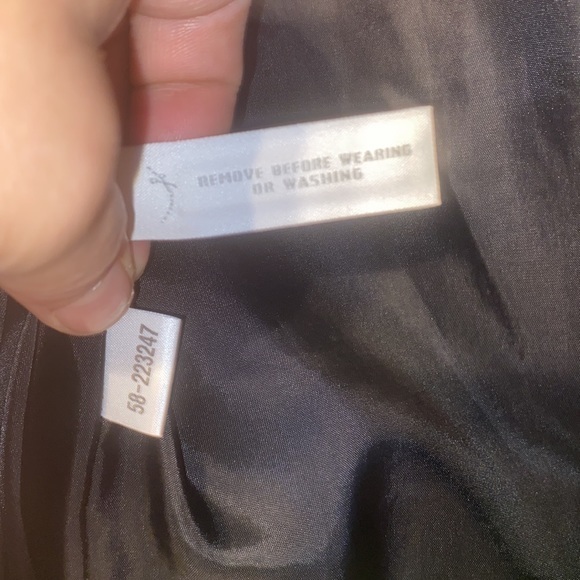 REMOVE BEFORE WEARING
OR WASHING
58-223247